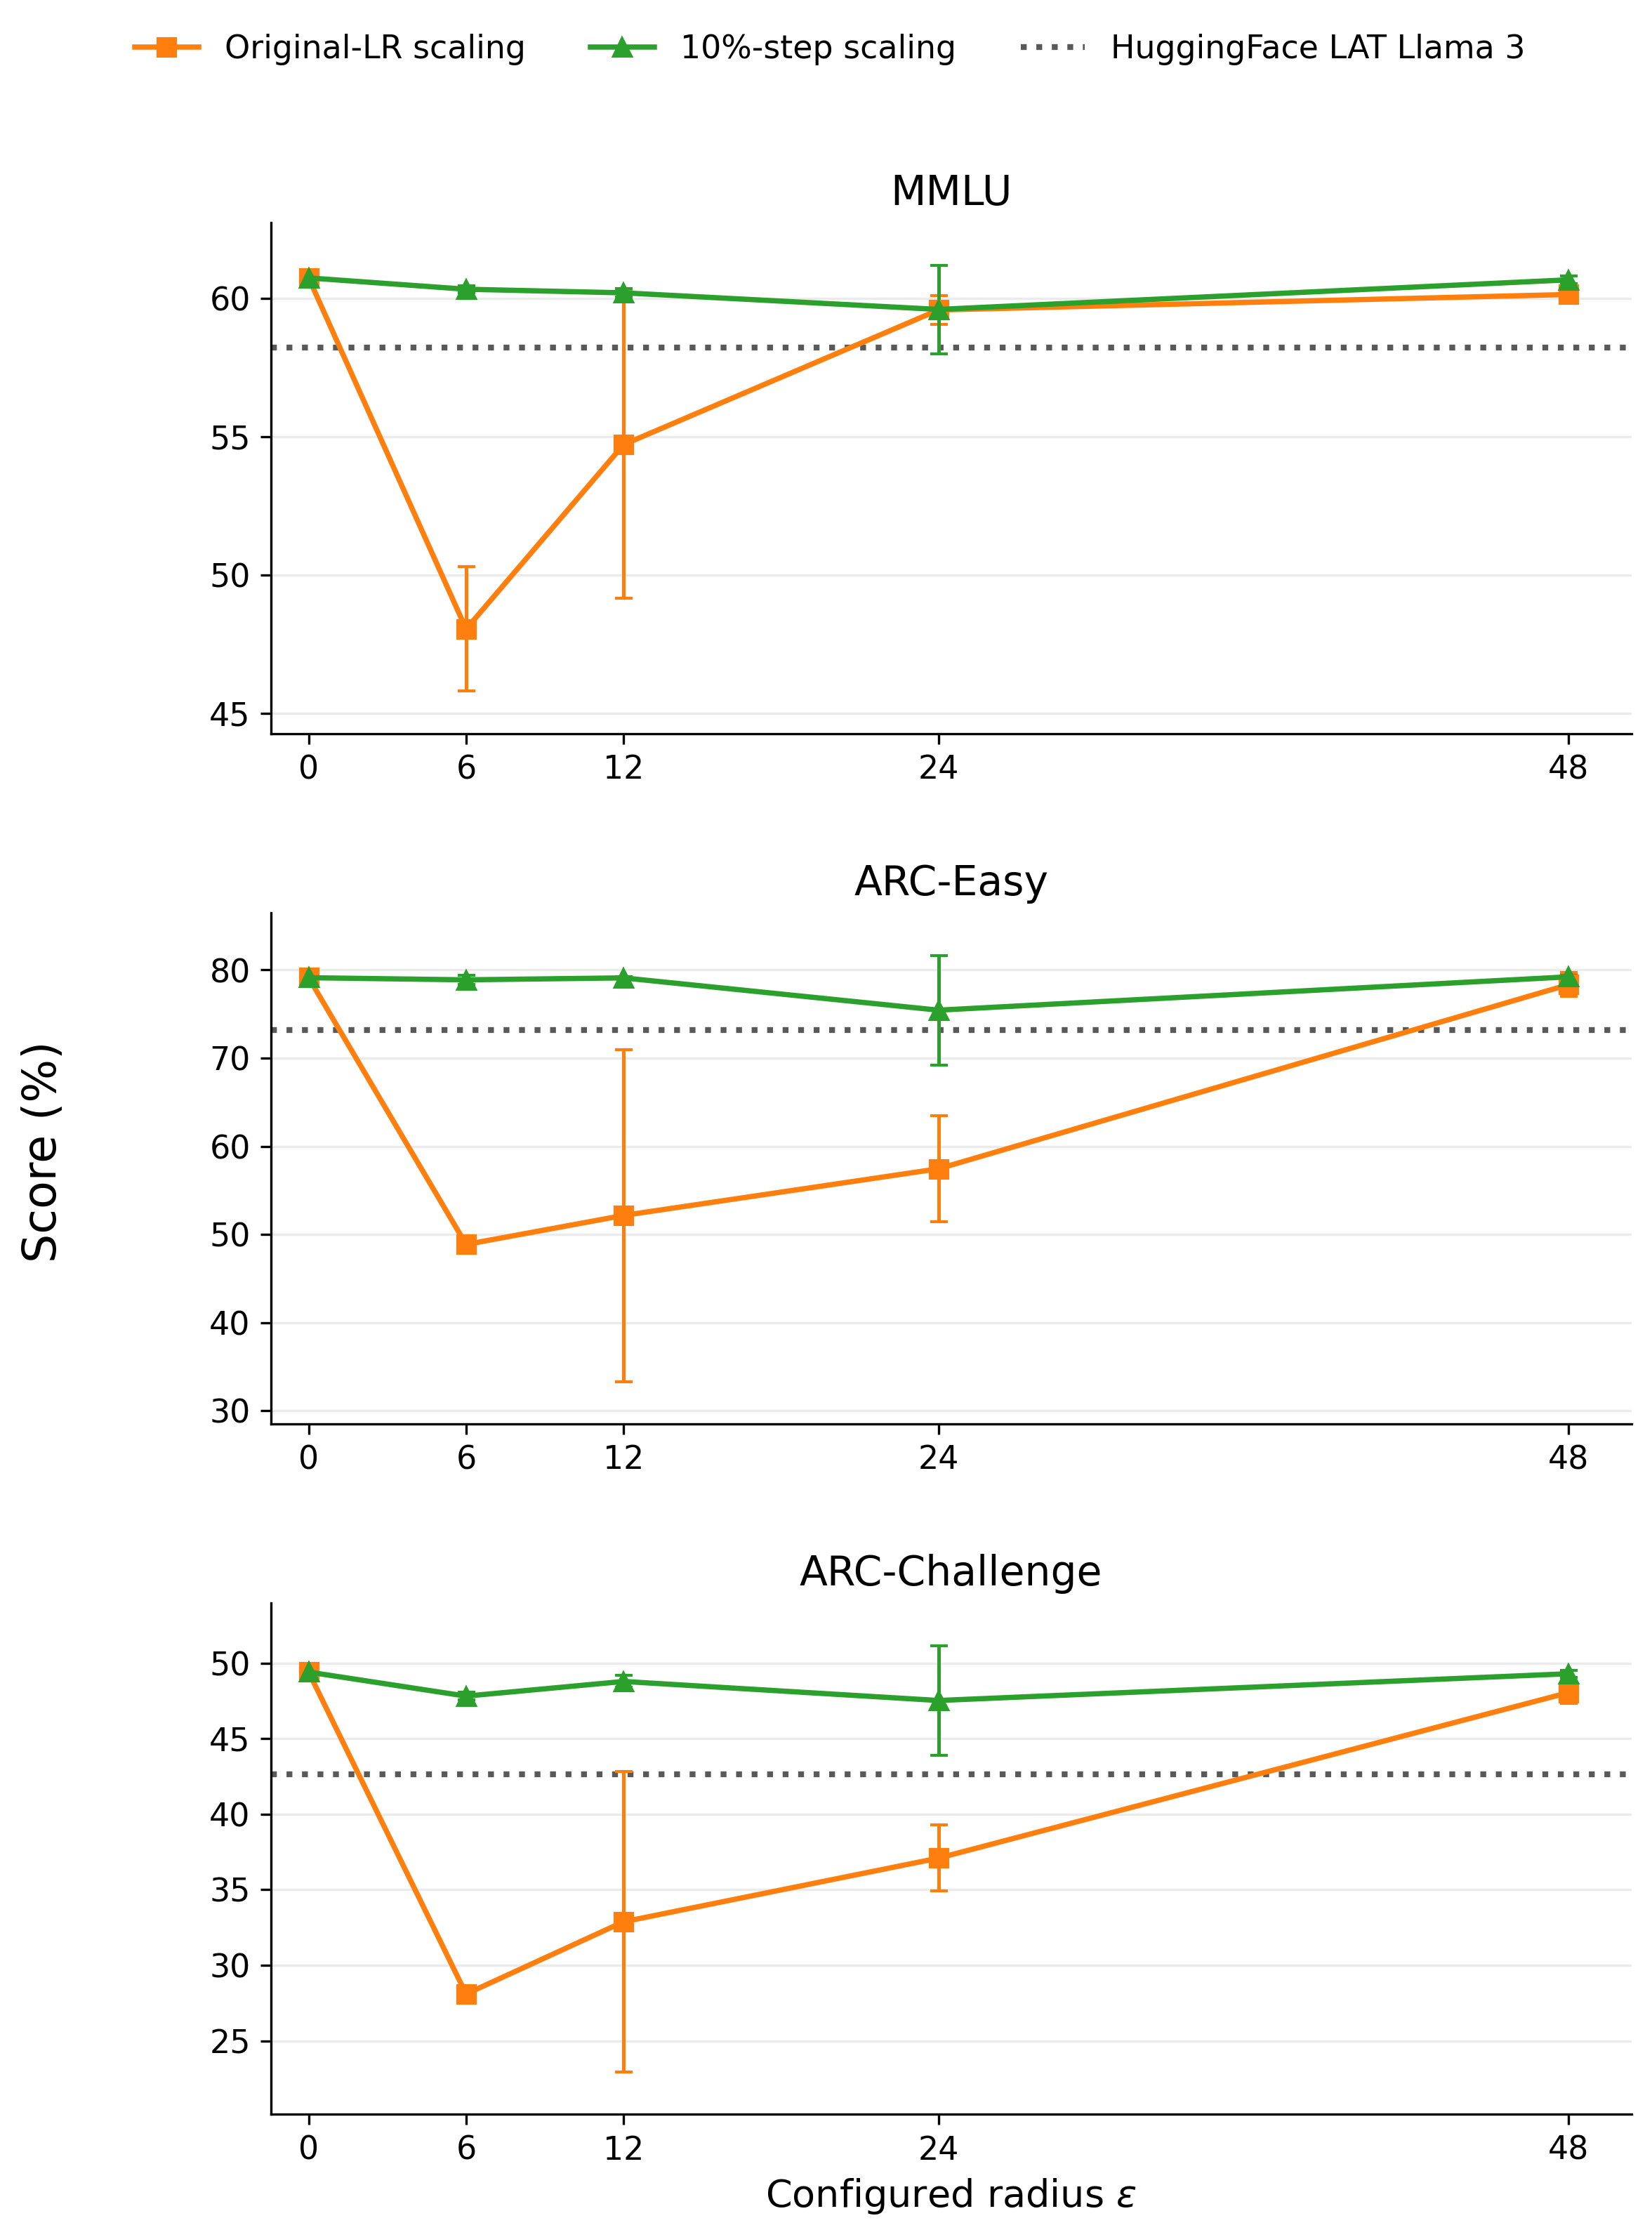 Original-LR scaling 10%-step scaling HuggingFace LAT Llama 3
MMLU
60
55
50
45
0 6 12 24 48
ARC-Easy
Score (%)
80
70
60
50
40
30
0 6 12 24 48
ARC-Challenge
50
45
40
35
30
25
0 6 12 24 48
Configured radius ε